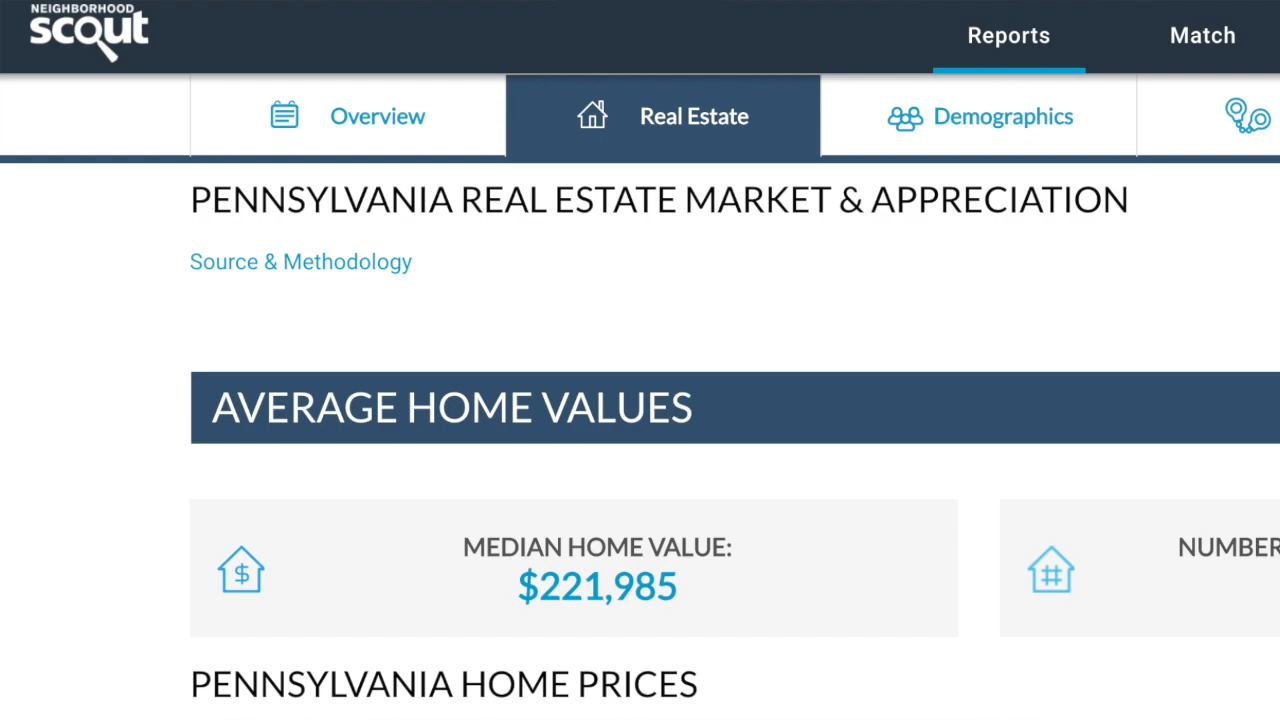 NEIGHBORHOOD
scout
Reports
Match
Overview
Real Estate
Demographics
PENNSYLVANIA REAL ESTATE MARKET & APPRECIATION
Source & Methodology
AVERAGE HOME VALUES
MEDIAN HOME VALUE:
$221,985
NUMBER
PENNSYLVANIA HOME PRICES